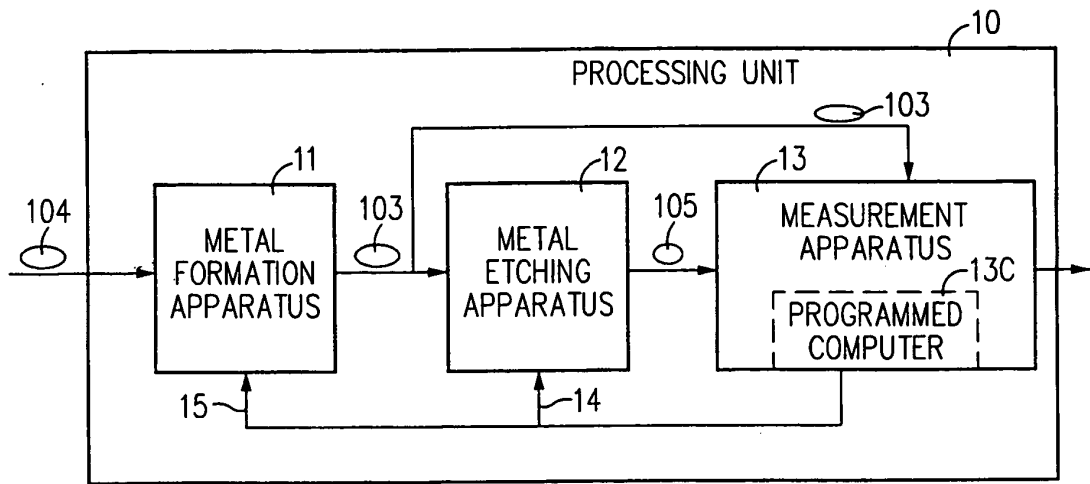 10
PROCESSING UNIT
103
11
12
13
104
103
105
METAL
FORMATION
APPARATUS
METAL
ETCHING
APPARATUS
MEASUREMENT
APPARATUS
13C
PROGRAMMED
COMPUTER
15
14